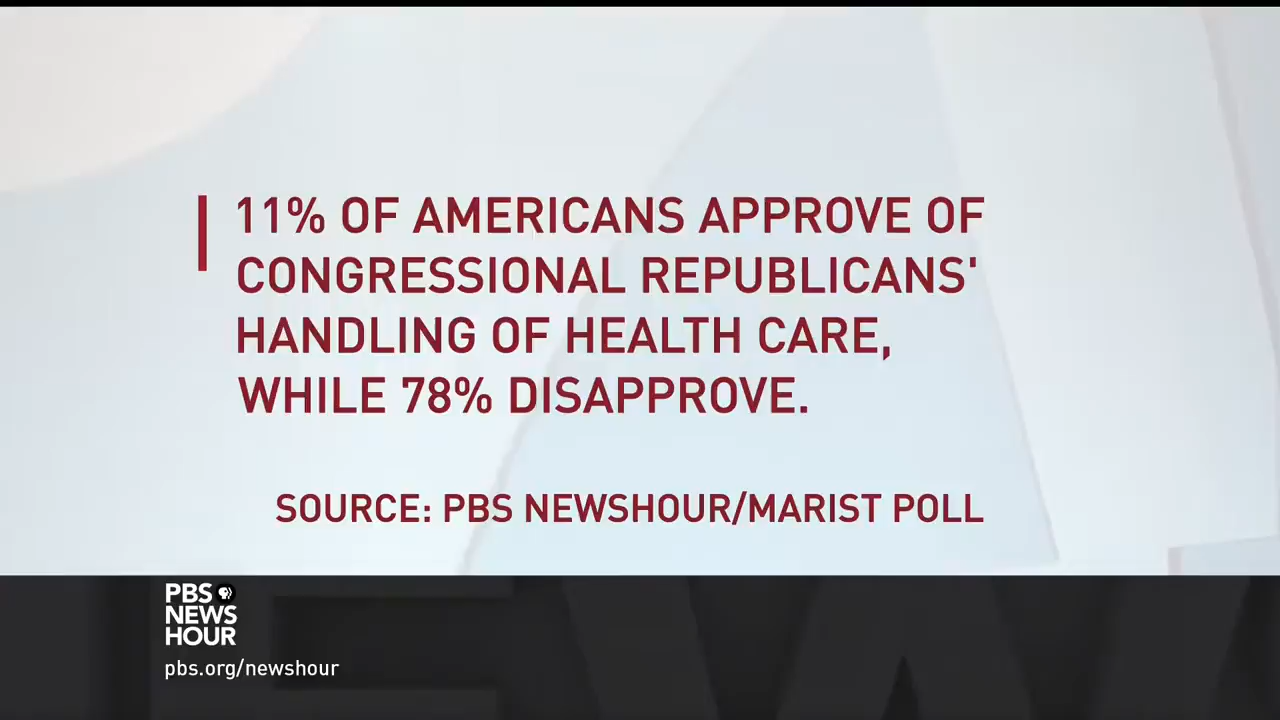 11% OF AMERICANS APPROVE OF
CONGRESSIONAL REPUBLICANS'
HANDLING OF HEALTH CARE,
WHILE 78% DISAPPROVE.
SOURCE: PBS NEWSHOUR/MARIST POLL
PBS
NEWS
HOUR
pbs.org/newshour